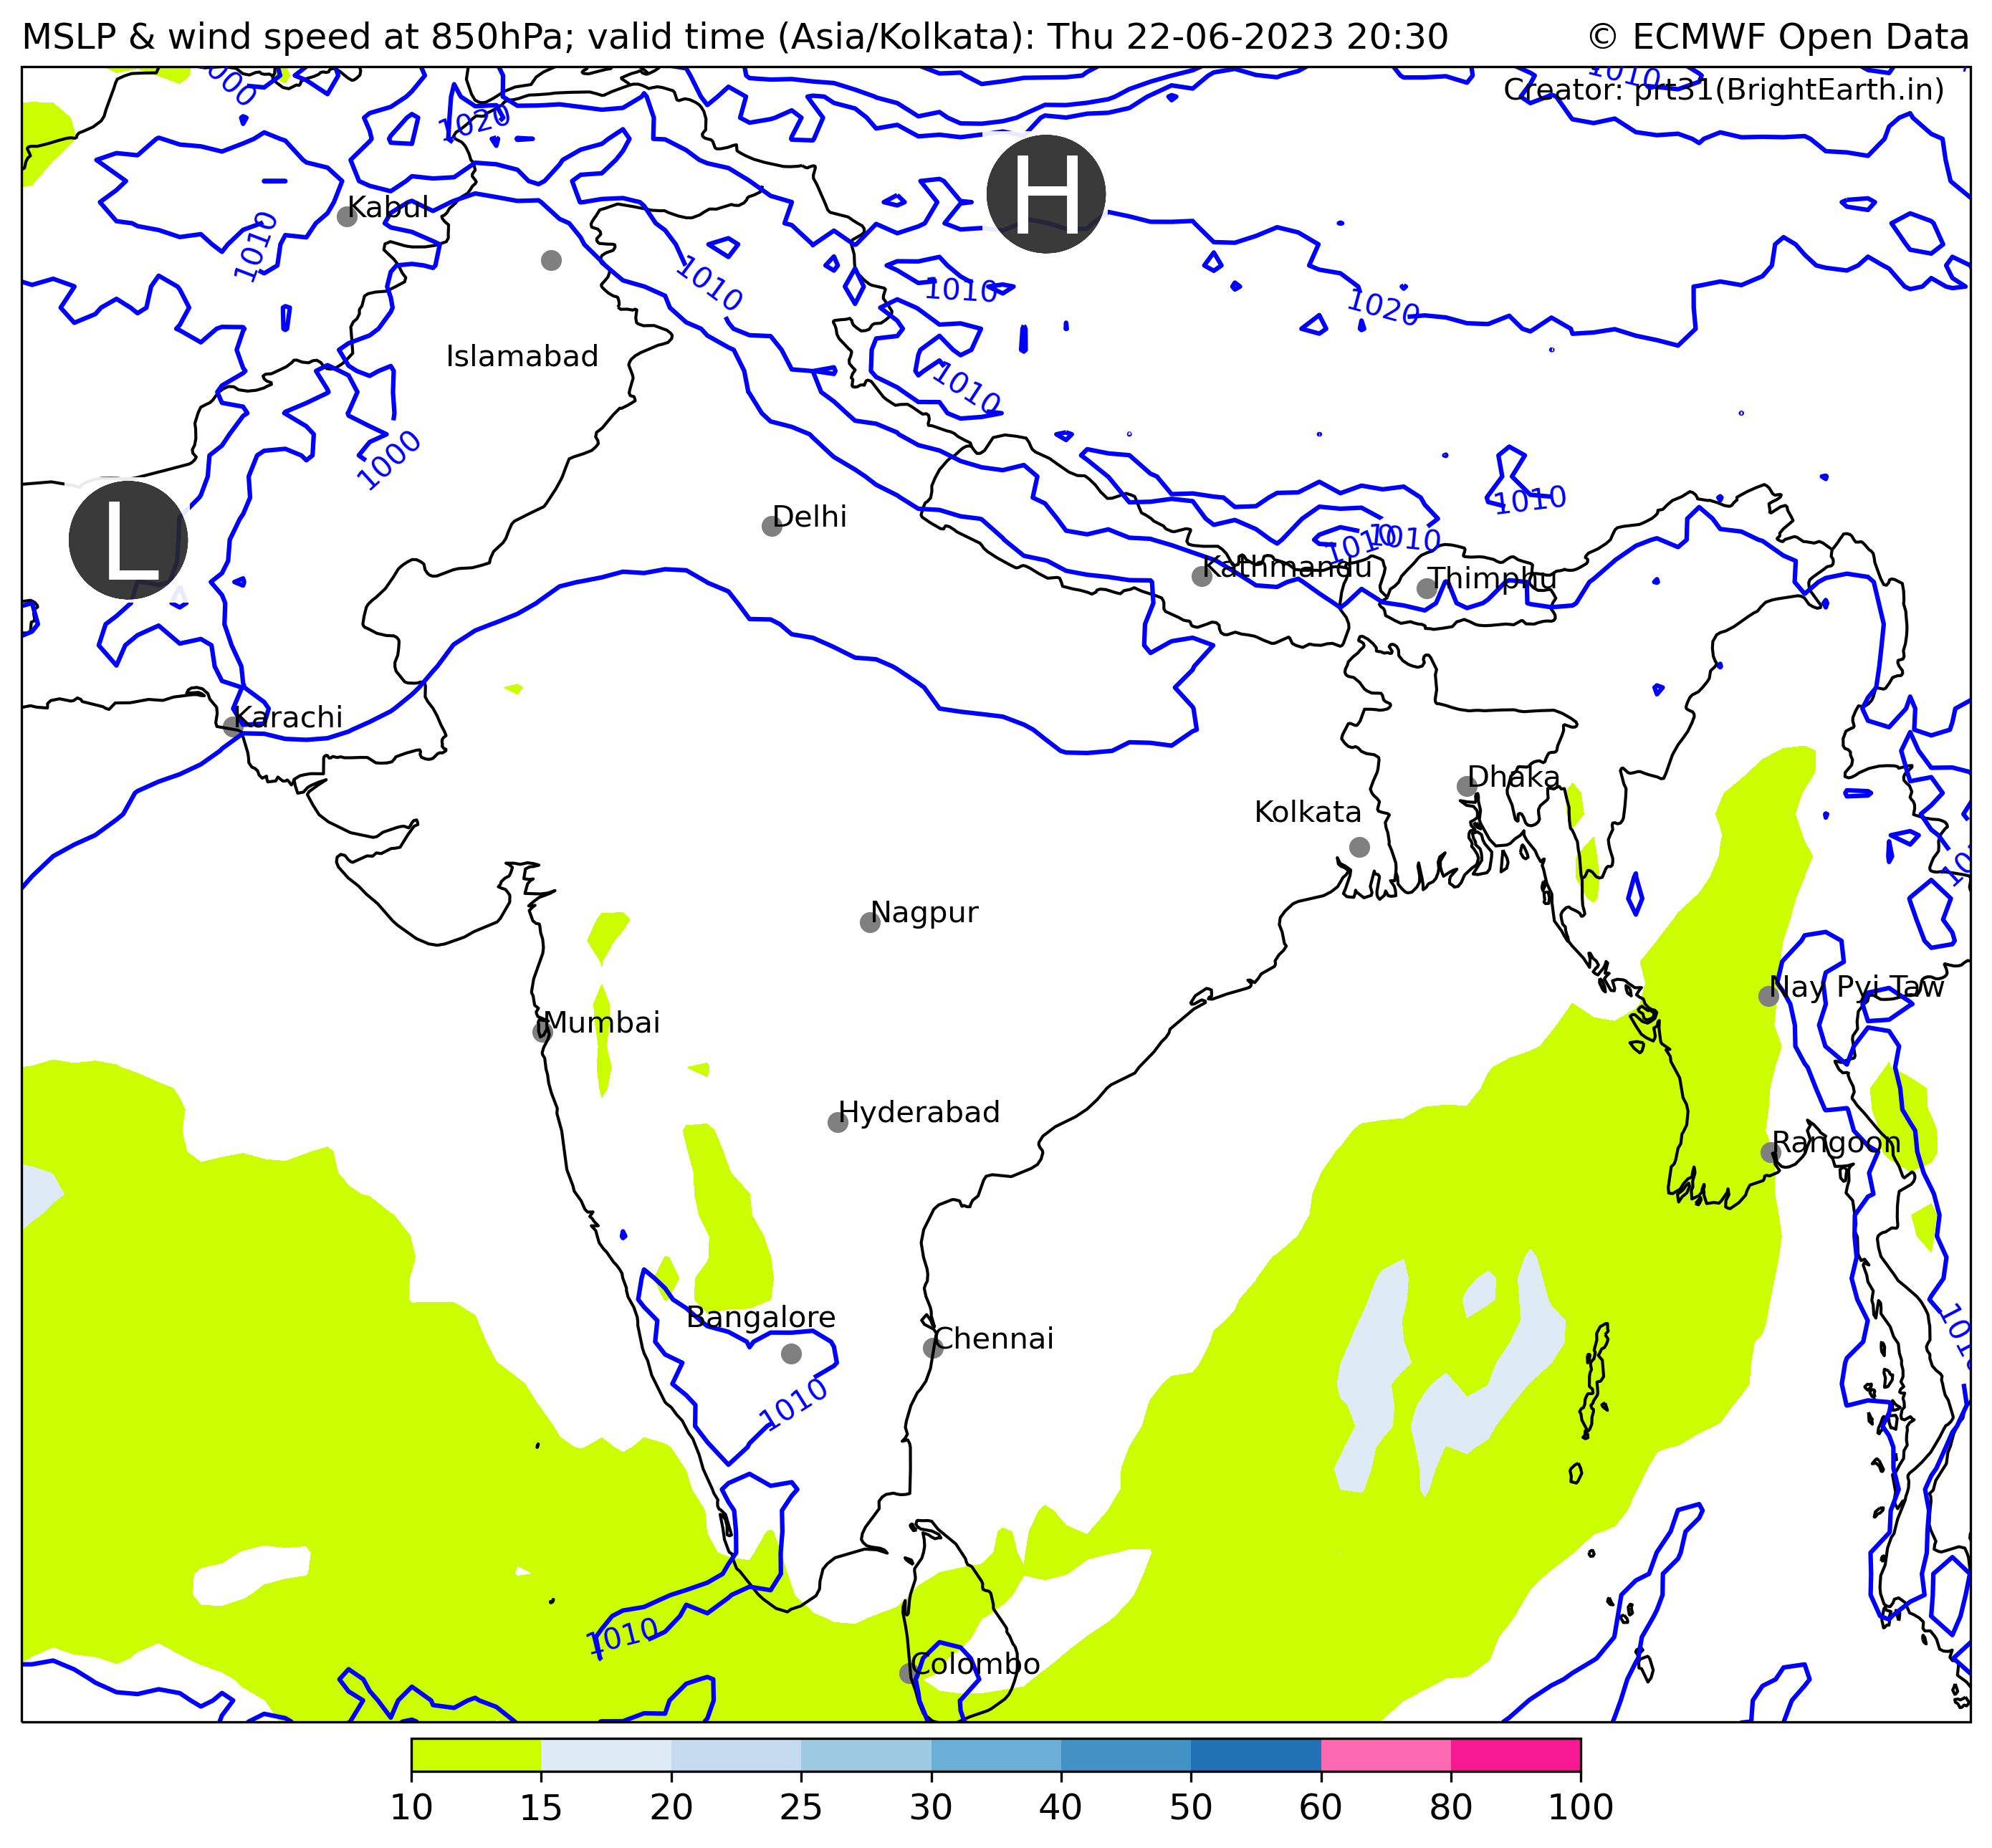 MSLP & wind speed at 850hPa; valid time (Asia/Kolkata): Thu 22-06-2023 20:30
© ECMWF Open Data
Creator: prt31(BrightEarth.in)
1010
1020
H
Kabul
1010
1010
1010
1020
Islamabad
1010
1000
L
1010
Delhi
1010
1010
Kathmandu
Thimphu
Karachi
Dhaka
Kolkata
Nagpur
Nay Pyi Taw
Mumbai
Hyderabad
Rangoon
Bangalore
Chennai
1010
1010
Colombo
10 15 20 25 30 40 50 60 80 100